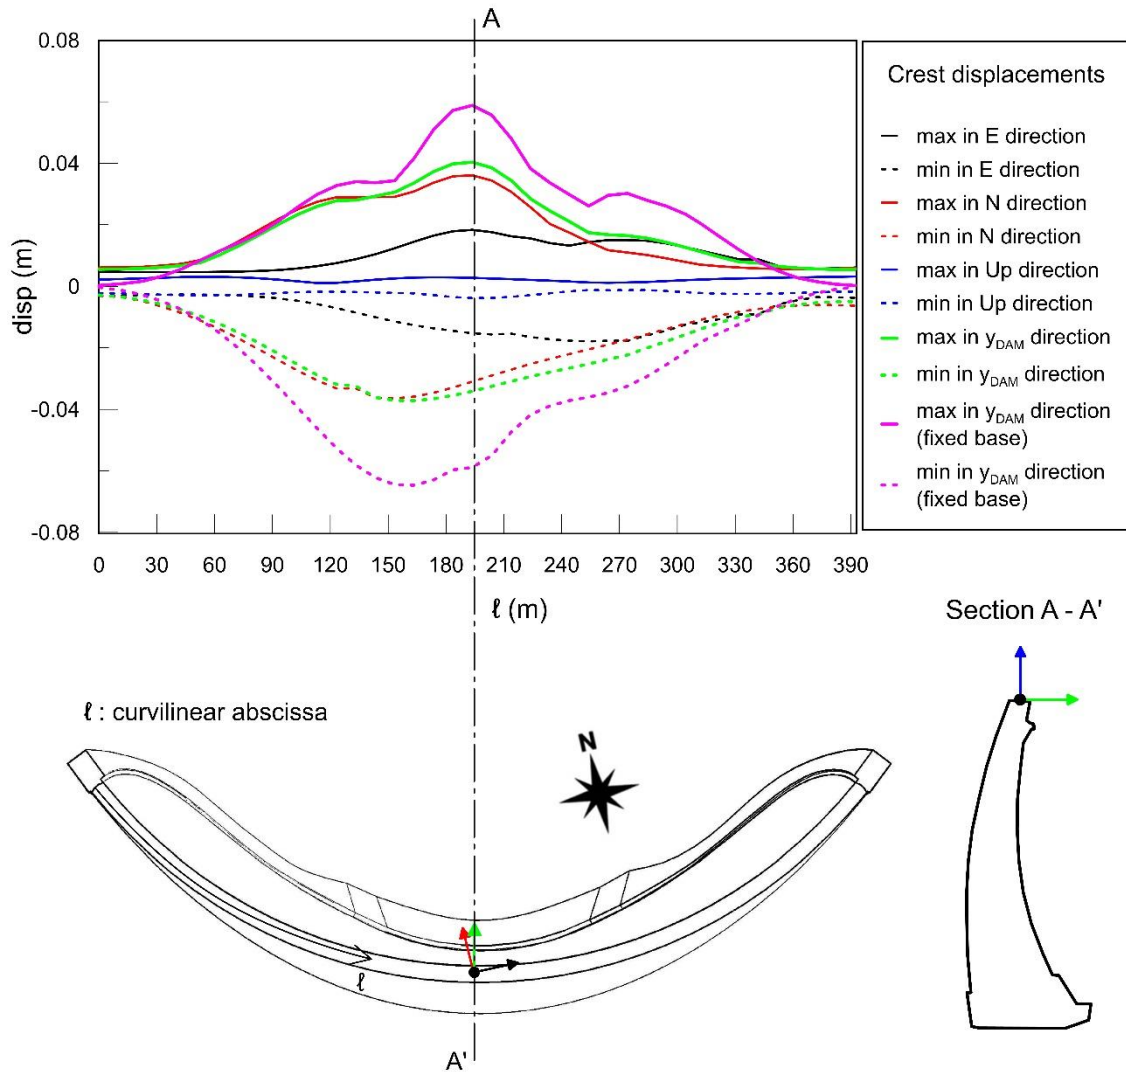 A
0.08
0.04
0
-0.04
-0.08
disp (m)
0 30 60 90 120 150 180 210 240 270 300 330 360 390
ℓ (m)
Crest displacements
max in E direction
min in E direction
max in N direction
min in N direction
max in Up direction
min in Up direction
max in yDAM direction
min in yDAM direction
max in yDAM direction
(fixed base)
min in yDAM direction
(fixed base)
ℓ : curvilinear abscissa
N
ℓ
A'
Section A - A'